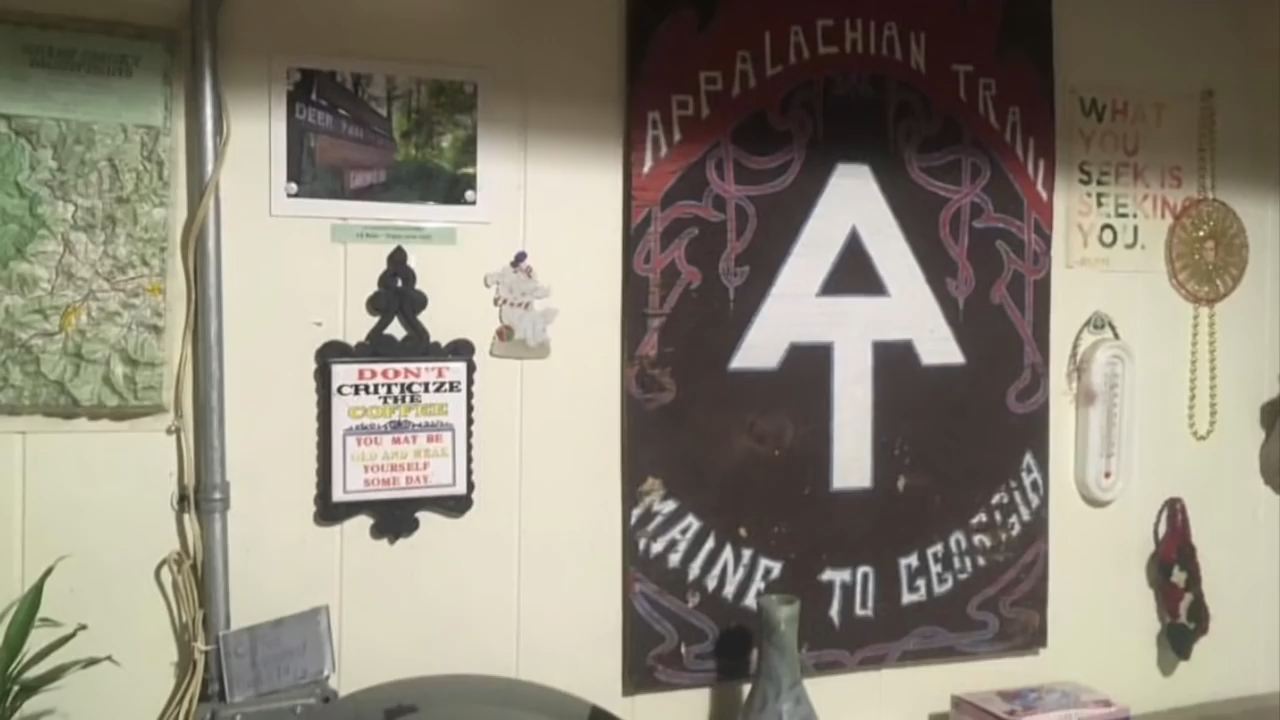 DEER PARK
DON'T
CRITICIZE
THE
COFFEE
YOU MAY BE
OLD AND WEAK
YOURSELF
SOME DAY.
APPALACHIAN TRAIL
MAINE TO GEORGIA
WHAT
YOU
SEEK IS
SEEKING
YOU.